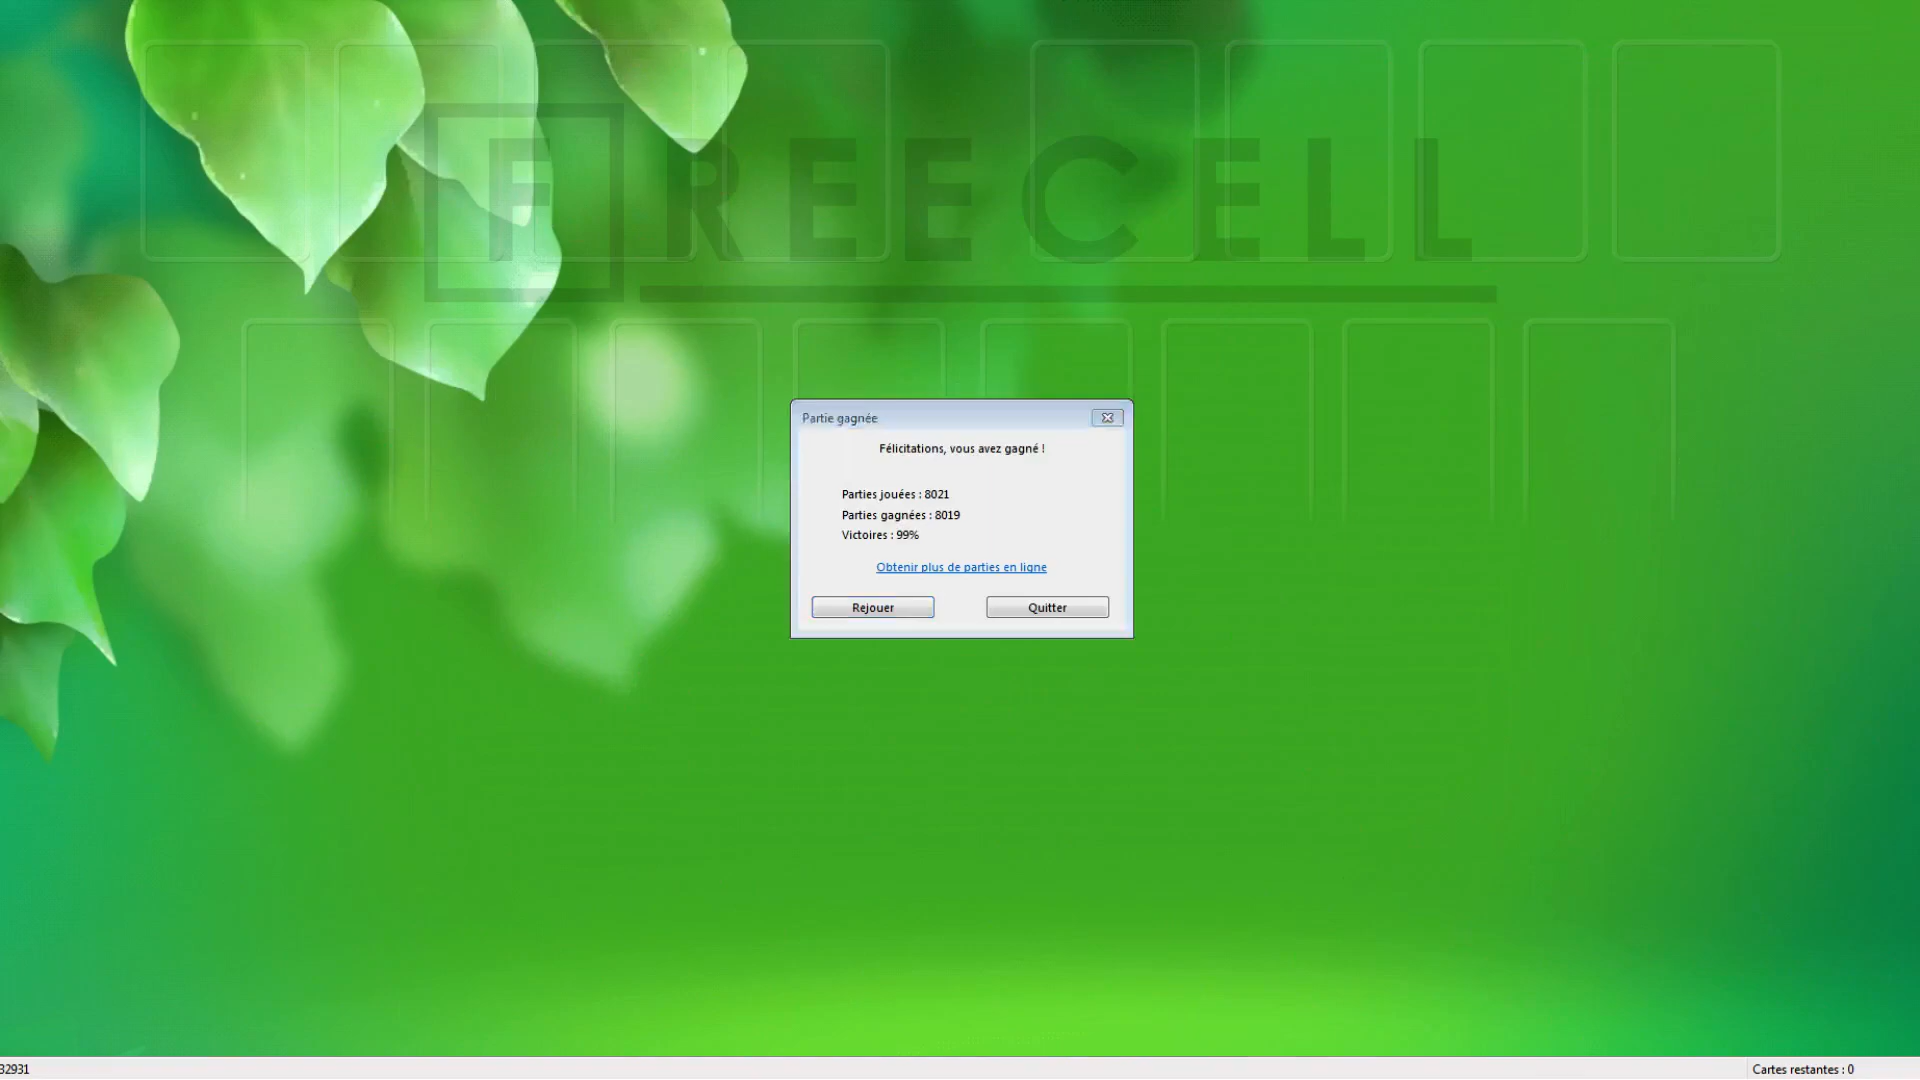 FREECELL
Partie gagnée
Félicitations, vous avez gagné !
Parties jouées : 8021
Parties gagnées : 8019
Victoires : 99%
Obtenir plus de parties en ligne
Rejouer
Quitter
32931
Cartes restantes : 0